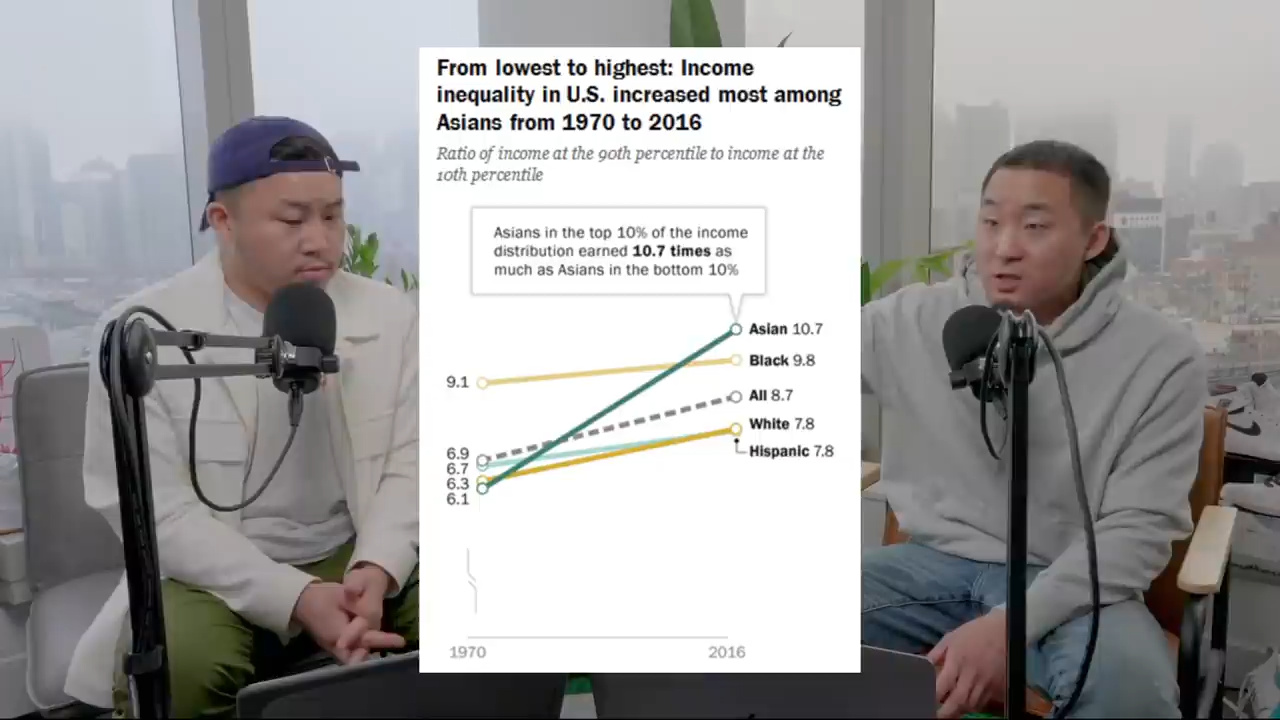 From lowest to highest: Income
inequality in U.S. increased most among
Asians from 1970 to 2016
Ratio of income at the 90th percentile to income at the
10th percentile
Asians in the top 10% of the income
distribution earned 10.7 times as
much as Asians in the bottom 10%
Asian 10.7
Black 9.8
9.1
All 8.7
White 7.8
Hispanic 7.8
6.9
6.7
6.3
6.1
1970 2016